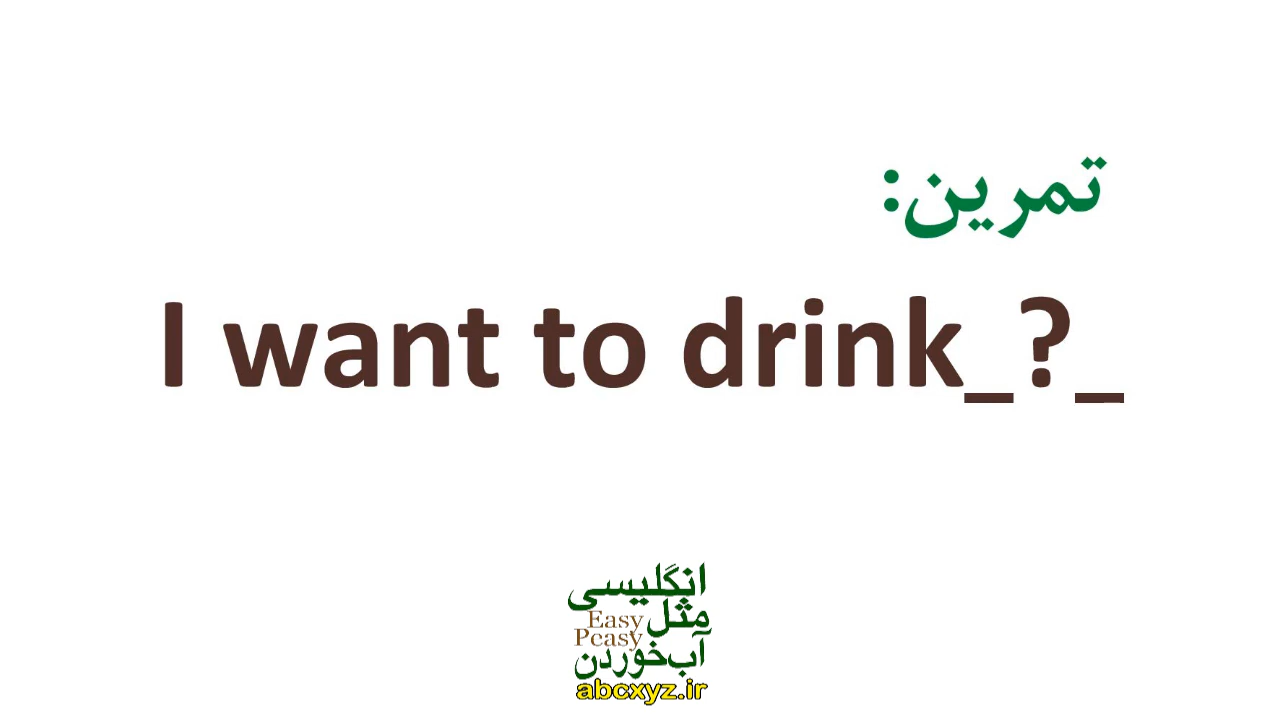 تمرین:
I want to drink_?_
انگلیسی
مثل
Easy
Peasy
آب‌خوردن
abcxyz.ir